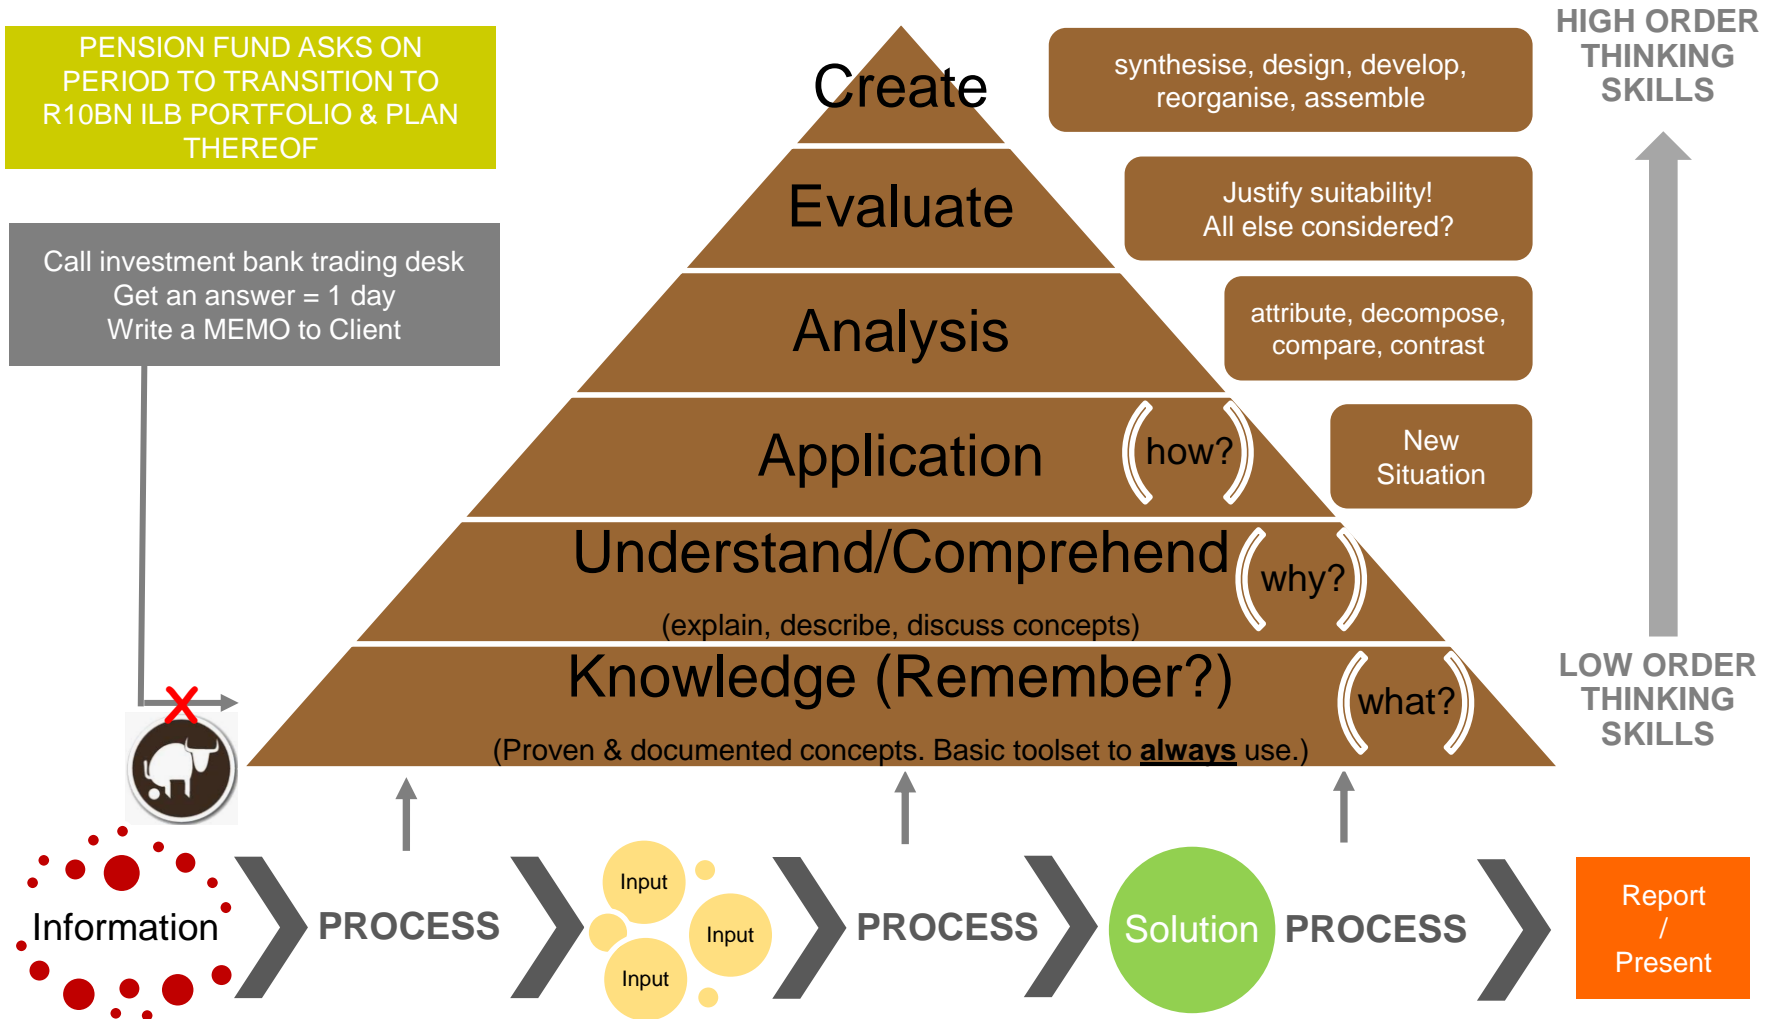 PENSION FUND ASKS ON
PERIOD TO TRANSITION TO
R10BN ILB PORTFOLIO & PLAN
THEREOF
Call investment bank trading desk
Get an answer = 1 day
Write a MEMO to Client
Create
synthesise, design, develop,
reorganise, assemble
Evaluate
Justify suitability!
All else considered?
Analysis
attribute, decompose,
compare, contrast
Application
how?
New
Situation
Understand/Comprehend
why?
(explain, describe, discuss concepts)
Knowledge (Remember?)
what?
(Proven & documented concepts. Basic toolset to always use.)
HIGH ORDER
THINKING
SKILLS
LOW ORDER
THINKING
SKILLS
Information
PROCESS
Input
Input
Input
PROCESS
Solution
PROCESS
Report
/
Present